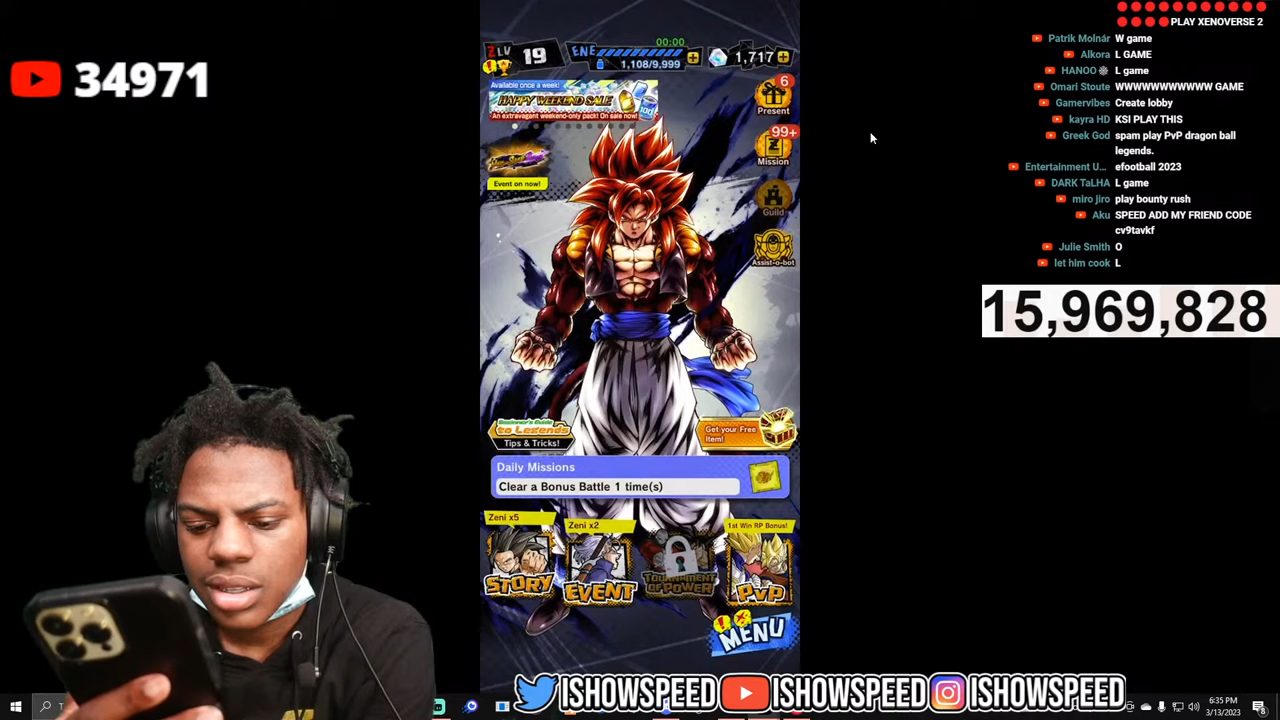 34971
Z LV 19
ENE
00:00
1,108/9,999
1,717
Available once a week!
HAPPY WEEKEND SALE
An extravagant weekend-only pack! On sale now!
Event on now!
6
Present
99+
Mission
Guild
Assist-o-bot
Beginner's Guide
to Legends
Tips & Tricks!
Get your Free
Item!
Daily Missions
Clear a Bonus Battle 1 time(s)
Zeni x5
STORY
Zeni x2
EVENT
TOURNAMENT
OF POWER
1st Win RP Bonus!
PvP
MENU
PLAY XENOVERSE 2
Patrik Molnár W game
Alkora L GAME
HANOO L game
Omari Stoute WWWWWWWWWWW GAME
Gamervibes Create lobby
kayra HD KSI PLAY THIS
Greek God spam play PvP dragon ball
legends.
Entertainment U... efootball 2023
DARK TaLHA L game
miro jiro play bounty rush
Aku SPEED ADD MY FRIEND CODE
cv9tavkf
Julie Smith O
let him cook L
15,969,828
ISHOWSPEED ISHOWSPEED ISHOWSPEED
6:35 PM
3/13/2023